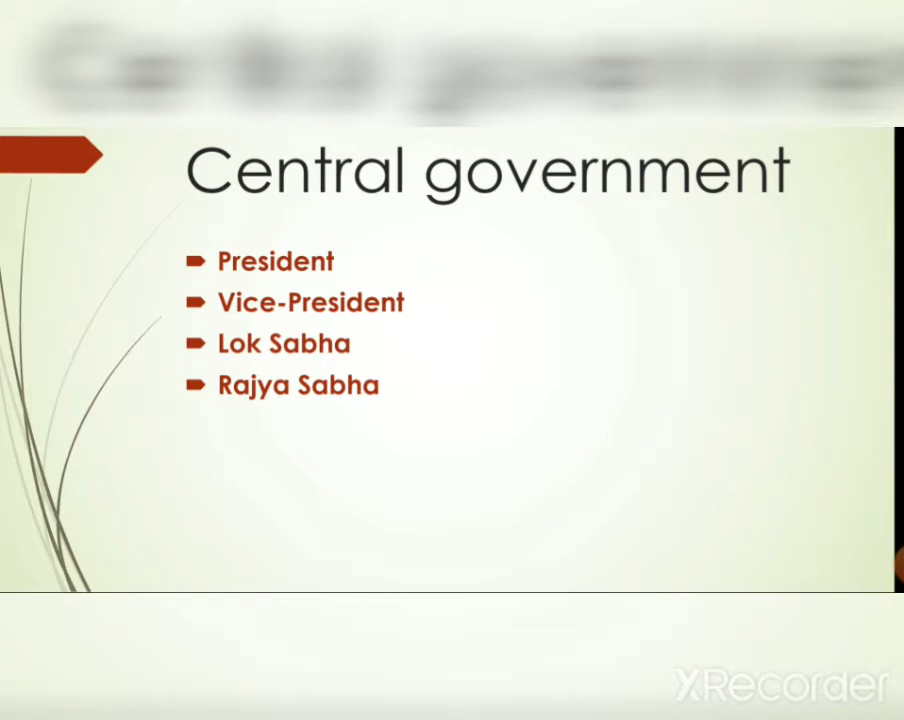 Central government
President
Vice-President
Lok Sabha
Rajya Sabha
XRecorder